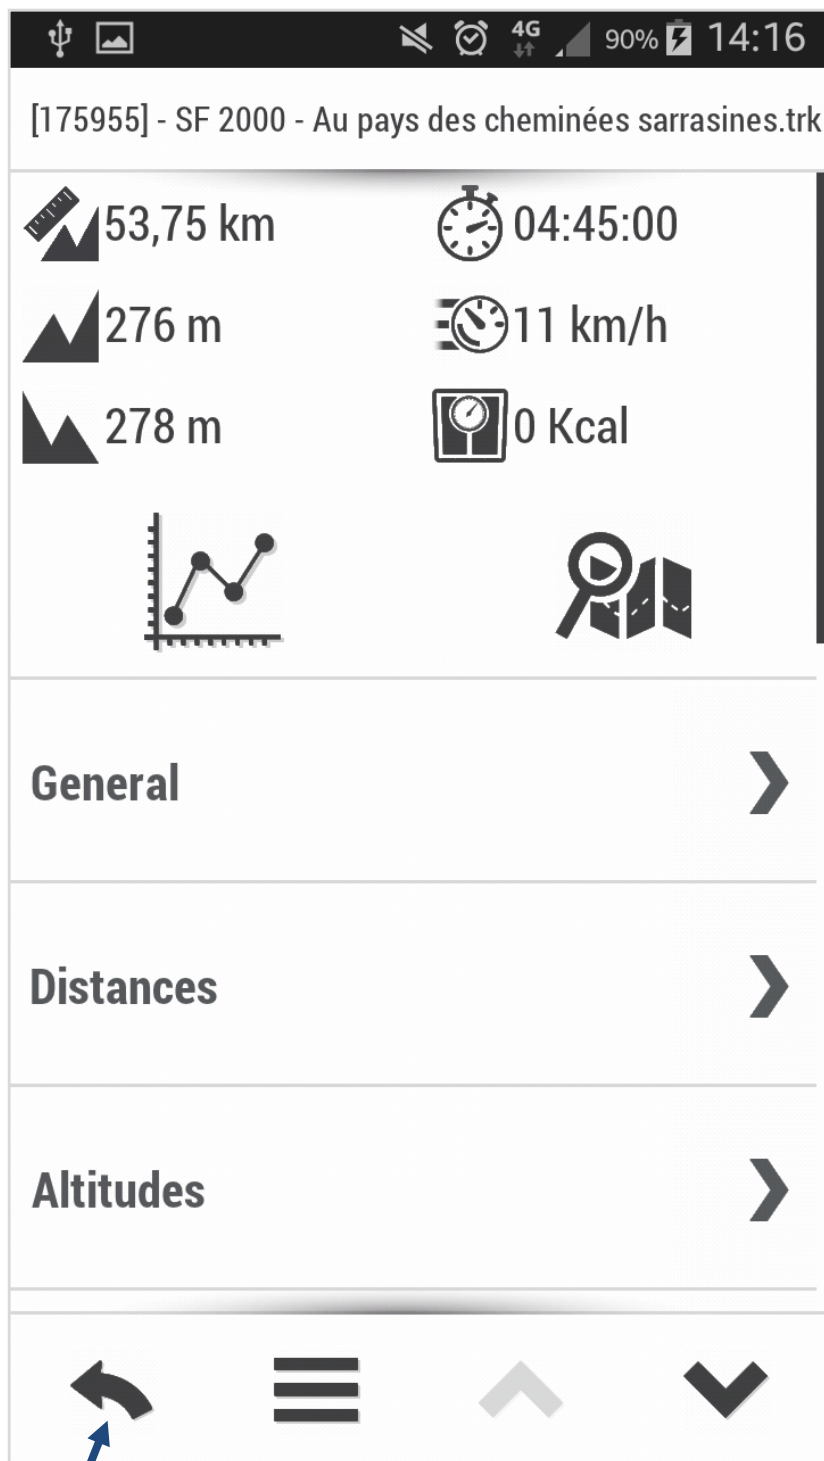 4G 90% 14:16
[175955] - SF 2000 - Au pays des cheminées sarrasines.trk
53,75 km 04:45:00
276 m 11 km/h
278 m 0 Kcal
General
Distances
Altitudes